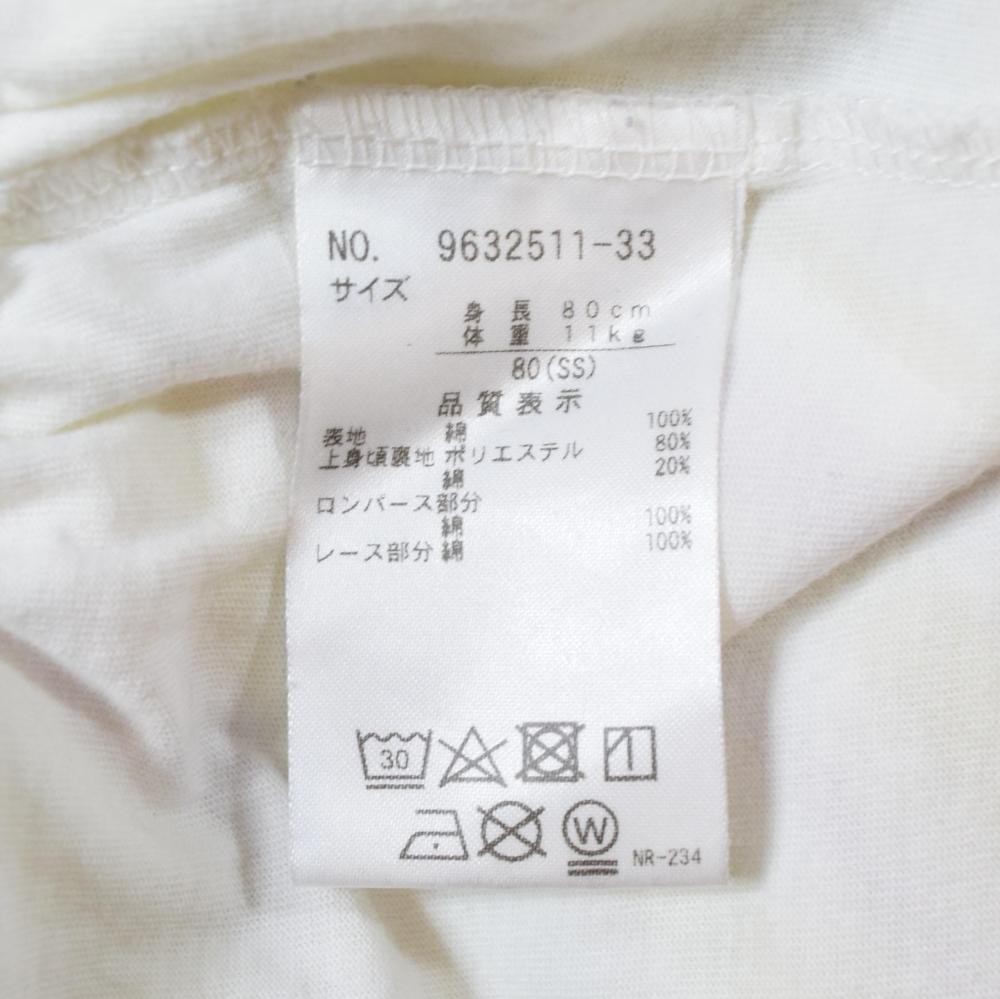 NO. 9632511-33
サイズ
身長 80cm
体重 11kg
80(SS)
品質表示
表地 綿 100%
上身頃裏地 ポリエステル 80%
綿 20%
ロンパース部分
綿 100%
レース部分 綿 100%
30
W
NR-234